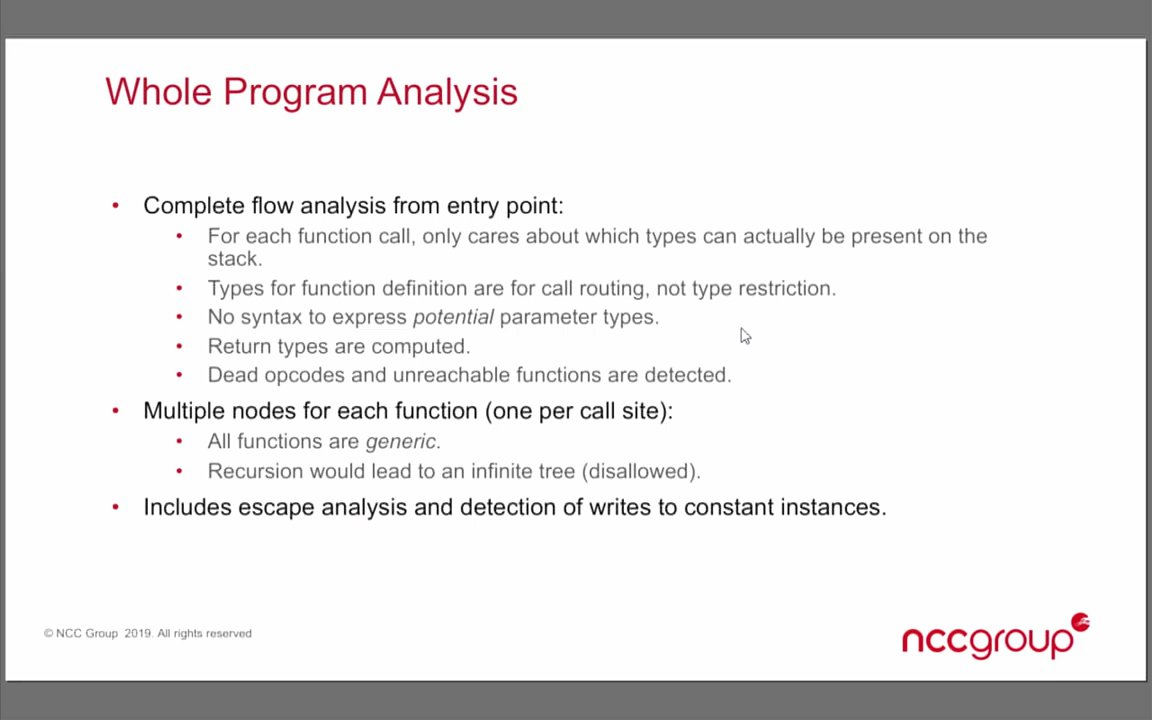 Whole Program Analysis
• Complete flow analysis from entry point:
• For each function call, only cares about which types can actually be present on the
stack.
• Types for function definition are for call routing, not type restriction.
• No syntax to express potential parameter types.
• Return types are computed.
• Dead opcodes and unreachable functions are detected.
• Multiple nodes for each function (one per call site):
• All functions are generic.
• Recursion would lead to an infinite tree (disallowed).
• Includes escape analysis and detection of writes to constant instances.
© NCC Group 2019. All rights reserved
nccgroup